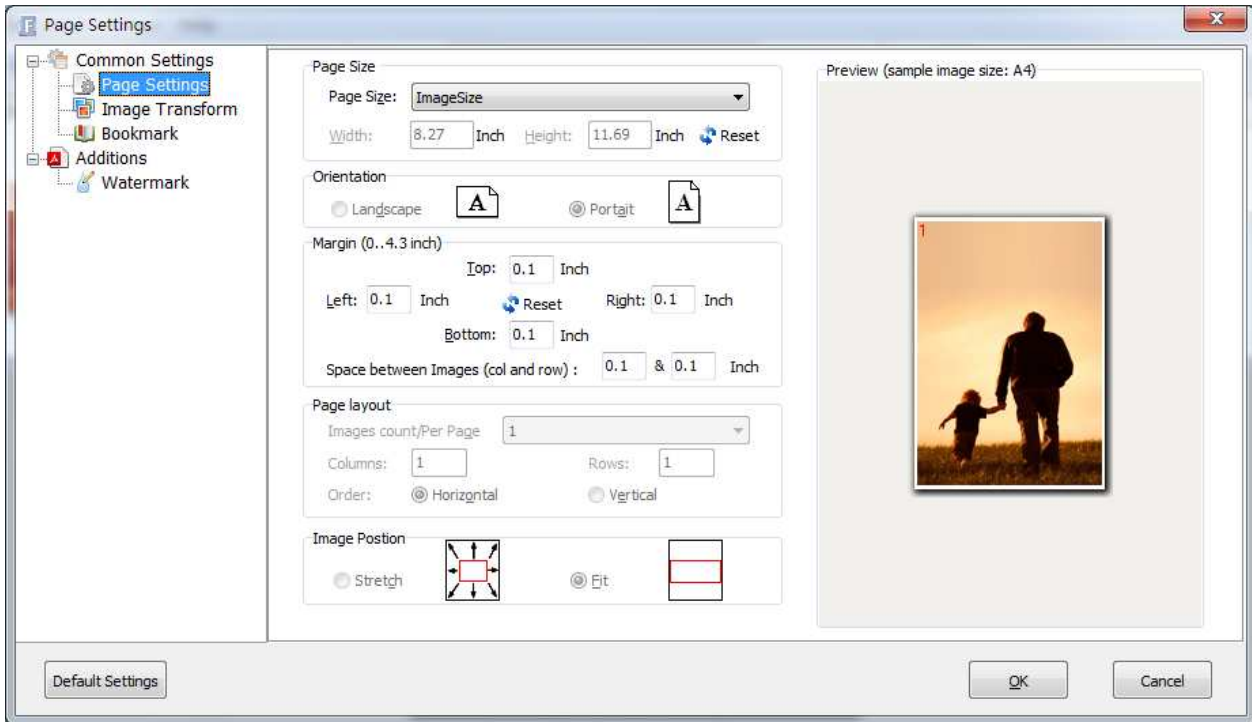 Page Settings
Common Settings
Page Settings
Image Transform
Bookmark
Additions
Watermark
Page Size
Page Size: ImageSize
Width: 8.27 Inch Height: 11.69 Inch Reset
Orientation
Landscape A Portait A
Margin (0..4.3 inch)
Top: 0.1 Inch
Left: 0.1 Inch Reset Right: 0.1 Inch
Bottom: 0.1 Inch
Space between Images (col and row) : 0.1 & 0.1 Inch
Page layout
Images count/Per Page 1
Columns: 1 Rows: 1
Order: Horizontal Vertical
Image Postion
Stretch Fit
Preview (sample image size: A4)
1
Default Settings OK Cancel